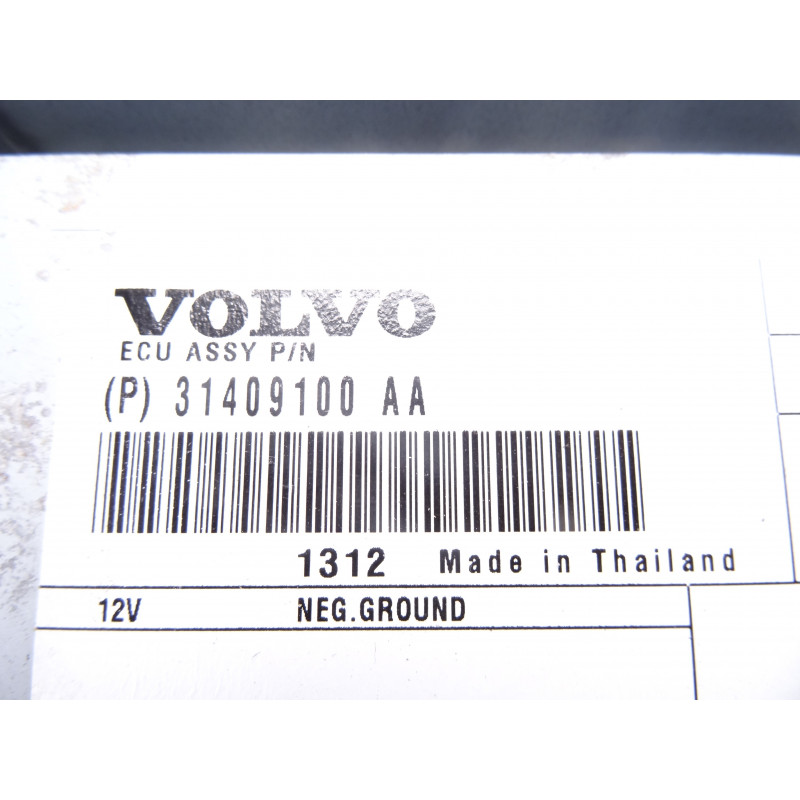 VOLVO
ECU ASSY P/N
(P) 31409100 AA
1312 Made in Thailand
12V NEG.GROUND